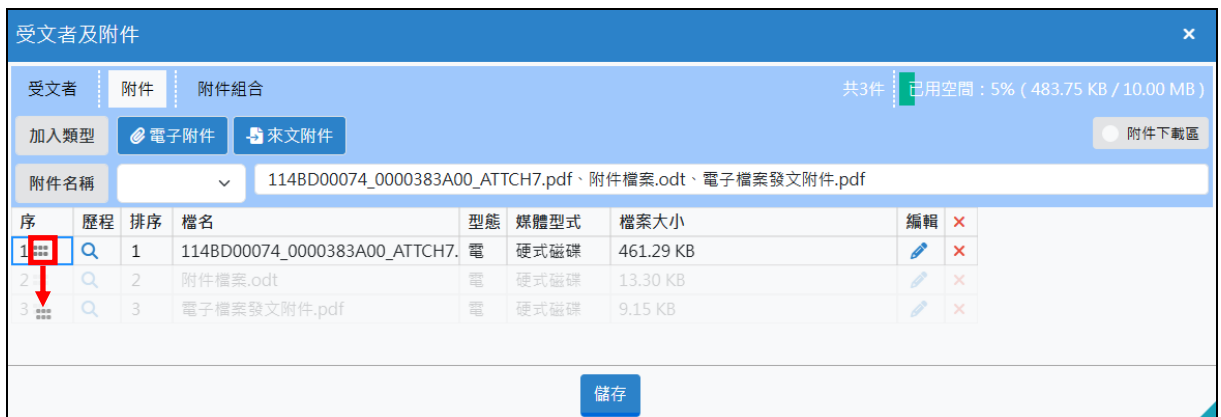 受文者及附件 ×
受文者 附件 附件組合 共3件 已用空間：5% ( 483.75 KB / 10.00 MB )
加入類型 電子附件 來文附件 附件下載區
附件名稱 114BD00074_0000383A00_ATTCH7.pdf、附件檔案.odt、電子檔案發文附件.pdf
序 歷程 排序 檔名 型態 媒體型式 檔案大小 編輯 ×
1 1 114BD00074_0000383A00_ATTCH7. 電 硬式磁碟 461.29 KB ×
2 2 附件檔案.odt 電 硬式磁碟 13.30 KB ×
3 3 電子檔案發文附件.pdf 電 硬式磁碟 9.15 KB ×
儲存